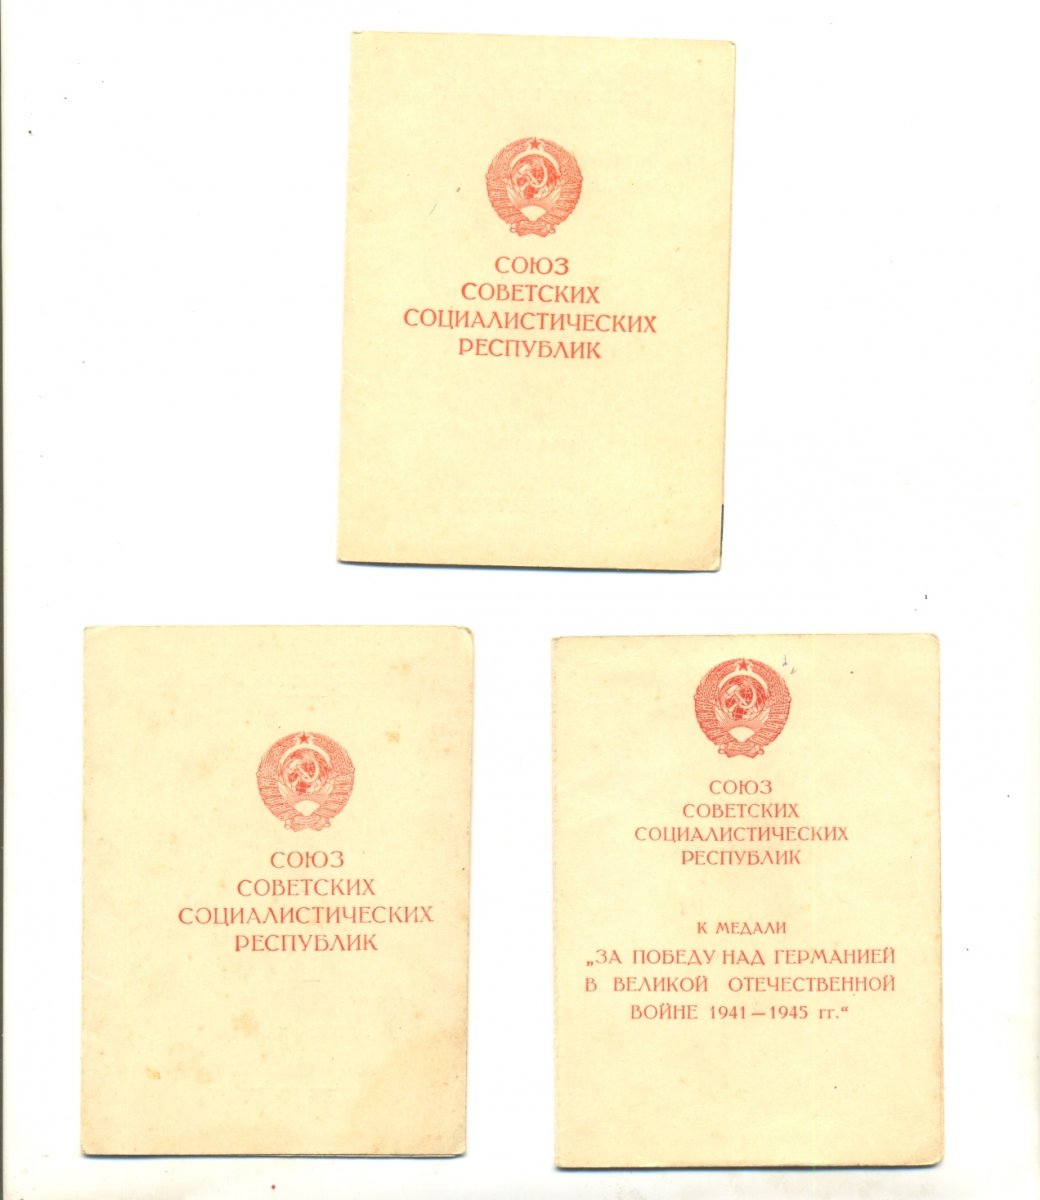 СОЮЗ
СОВЕТСКИХ
СОЦИАЛИСТИЧЕСКИХ
РЕСПУБЛИК
СОЮЗ
СОВЕТСКИХ
СОЦИАЛИСТИЧЕСКИХ
РЕСПУБЛИК
СОЮЗ
СОВЕТСКИХ
СОЦИАЛИСТИЧЕСКИХ
РЕСПУБЛИК
К МЕДАЛИ
„ЗА ПОБЕДУ НАД ГЕРМАНИЕЙ
В ВЕЛИКОЙ ОТЕЧЕСТВЕННОЙ
ВОЙНЕ 1941—1945 гг.“